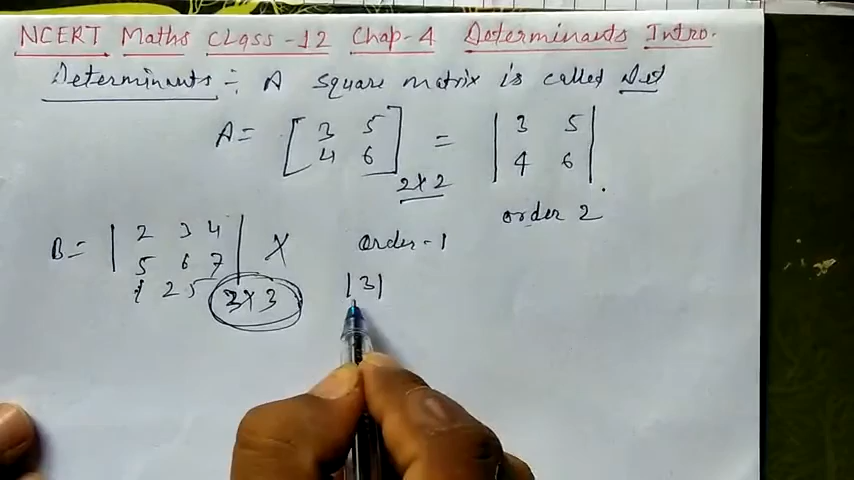 NCERT Maths Class -12 Chap-4 Determinants Intro.
Determinants :- A square matrix is called Det
A = [ 3 5 = | 3 5 |
4 6 ] | 4 6 | .
2×2
order 2
B = | 2 3 4 | X order - 1
5 6 7
1 2 5 3×3 |3|